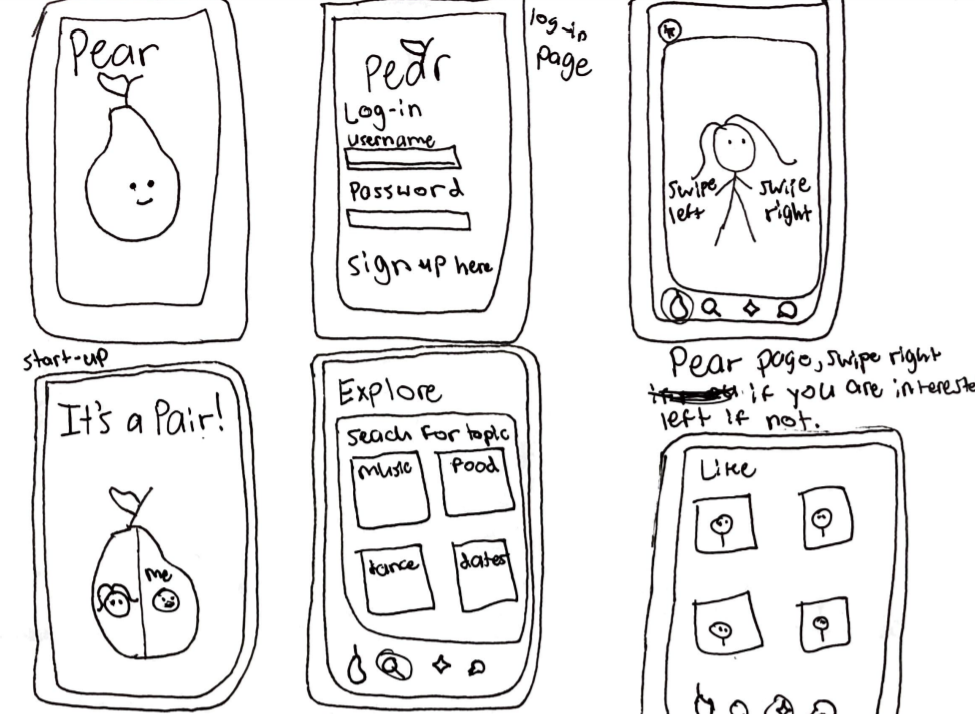 Pear
start-up
Pear
Log-in
username
Password
sign up here
log-in
page
swipe
left
swipe
right
Pear page, swipe right
if you are intereste
left if not.
It's a Pair!
me
Explore
seach for topic
music
food
dance
dates
Like